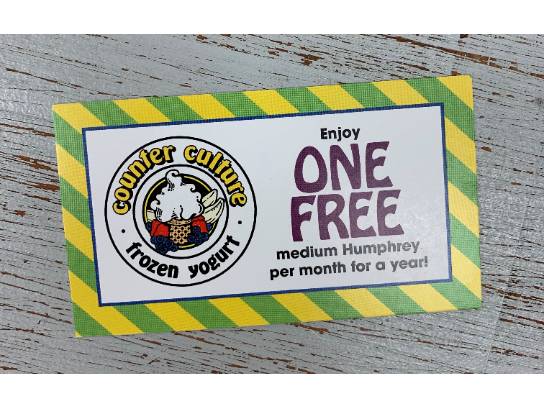 counter culture
frozen yogurt
Enjoy
ONE
FREE
medium Humphrey
per month for a year!